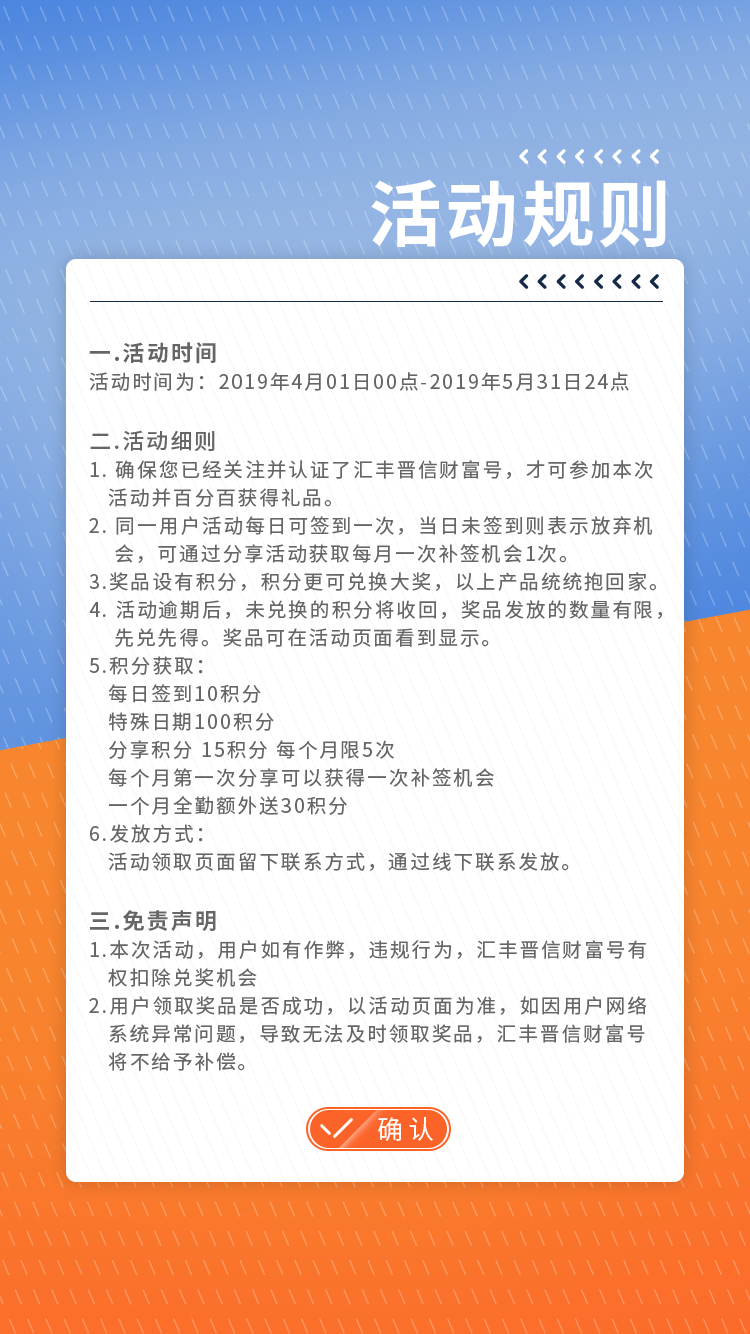 活动规则
一.活动时间
活动时间为：2019年4月01日00点-2019年5月31日24点
二.活动细则
1. 确保您已经关注并认证了汇丰晋信财富号，才可参加本次
活动并百分百获得礼品。
2. 同一用户活动每日可签到一次，当日未签到则表示放弃机
会，可通过分享活动获取每月一次补签机会1次。
3.奖品设有积分，积分更可兑换大奖，以上产品统统抱回家。
4. 活动逾期后，未兑换的积分将收回，奖品发放的数量有限，
先兑先得。奖品可在活动页面看到显示。
5.积分获取：
每日签到10积分
特殊日期100积分
分享积分 15积分 每个月限5次
每个月第一次分享可以获得一次补签机会
一个月全勤额外送30积分
6.发放方式：
活动领取页面留下联系方式，通过线下联系发放。
三.免责声明
1.本次活动，用户如有作弊，违规行为，汇丰晋信财富号有
权扣除兑奖机会
2.用户领取奖品是否成功，以活动页面为准，如因用户网络
系统异常问题，导致无法及时领取奖品，汇丰晋信财富号
将不给予补偿。
确认